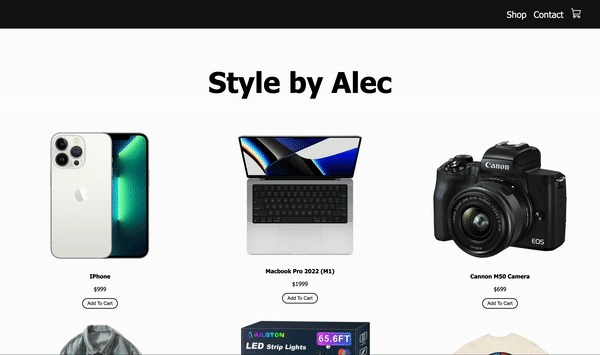 Shop Contact
Style by Alec
Canon
EOS
IPhone
$999
Add To Cart
Macbook Pro 2022 (M1)
$1999
Add To Cart
Cannon M50 Camera
$699
Add To Cart
LED Strip Lights
65.6FT